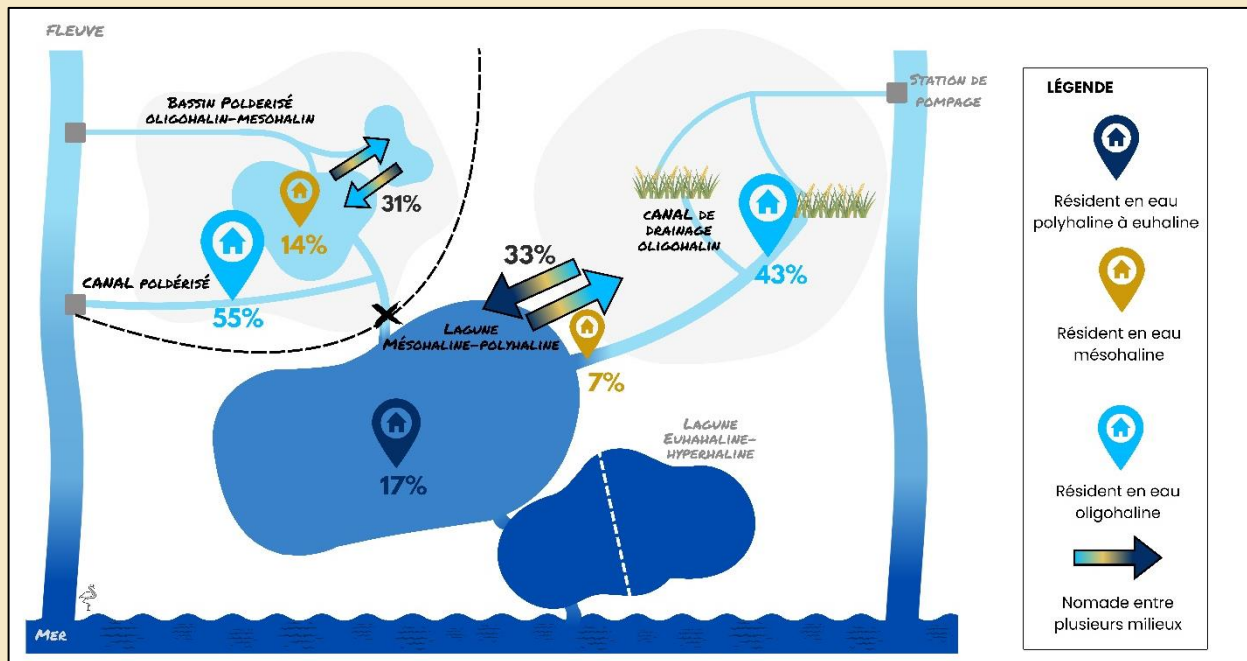 FLEUVE
BASSIN POLDERISÉ
OLIGOHALIN-MESOHALIN
31%
14%
CANAL POLDÉRISÉ
55%
STATION DE
POMPAGE
CANAL DE
DRAINAGE
OLIGOHALIN
43%
33%
LAGUNE
MÉSOHALINE-POLYHALINE
7%
17%
LAGUNE
EUHAHALINE-
HYPERHALINE
MER
LÉGENDE
Résident en eau
polyhaline à euhaline
Résident en eau
mésohaline
Résident en eau
oligohaline
Nomade entre
plusieurs milieux